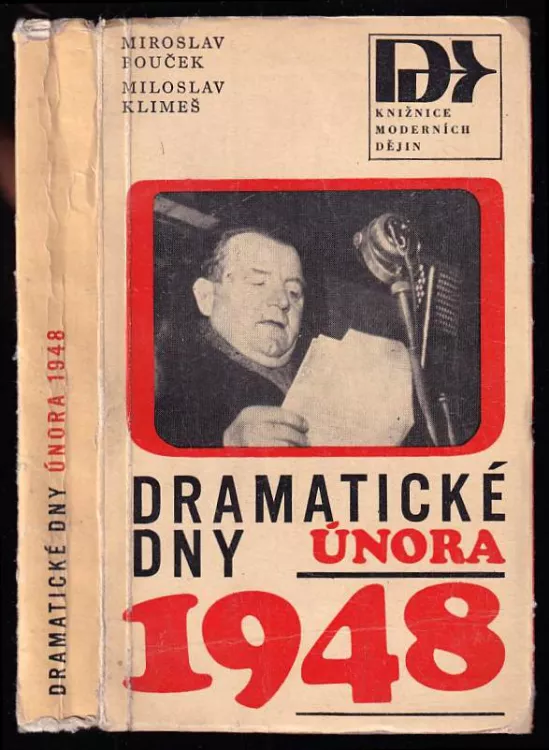 MIROSLAV
BOUČEK
MILOSLAV
KLIMEŠ
KNIŽNICE
MODERNÍCH
DĚJIN
DRAMATICKÉ
DNY ÚNORA
1948
DRAMATICKÉ DNY ÚNORA 1948